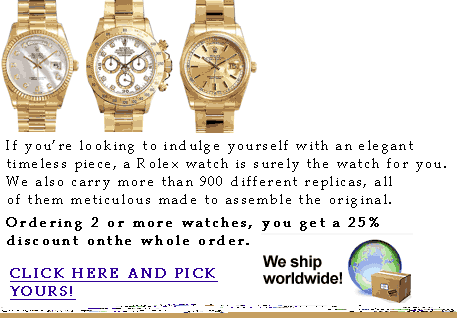 If you're looking to indulge yourself with an elegant
timeless piece, a Rolex watch is surely the watch for you.
We also carry more than 900 different replicas, all
of them meticulous made to assemble the original.
Ordering 2 or more watches, you get a 25%
discount onthe whole order.
CLICK HERE AND PICK
YOURS!
We ship
worldwide!